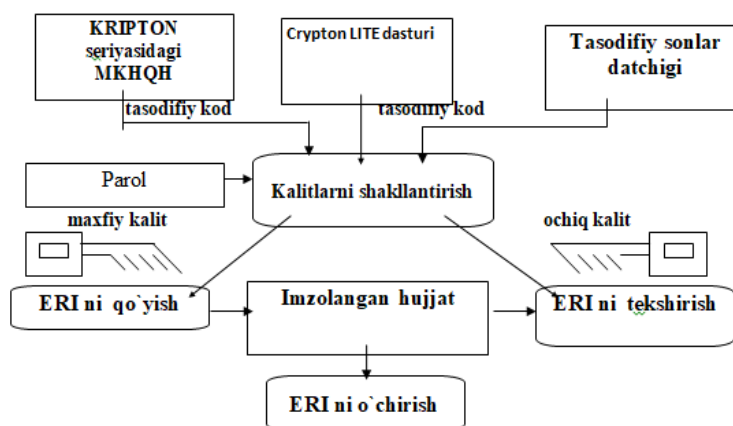 KRIPTON
seriyasidagi
MKHQH
Crypton LITE dasturi
Tasodifiy sonlar
datchigi
tasodifiy kod
tasodifiy kod
Parol
Kalitlarni shakllantirish
maxfiy kalit
ochiq kalit
ERI ni qo`yish
Imzolangan hujjat
ERI ni tekshirish
ERI ni o`chirish